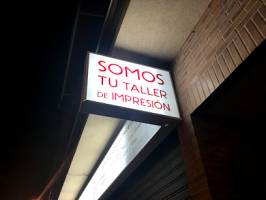 SOMOS
TU TALLER
DE IMPRESIÓN